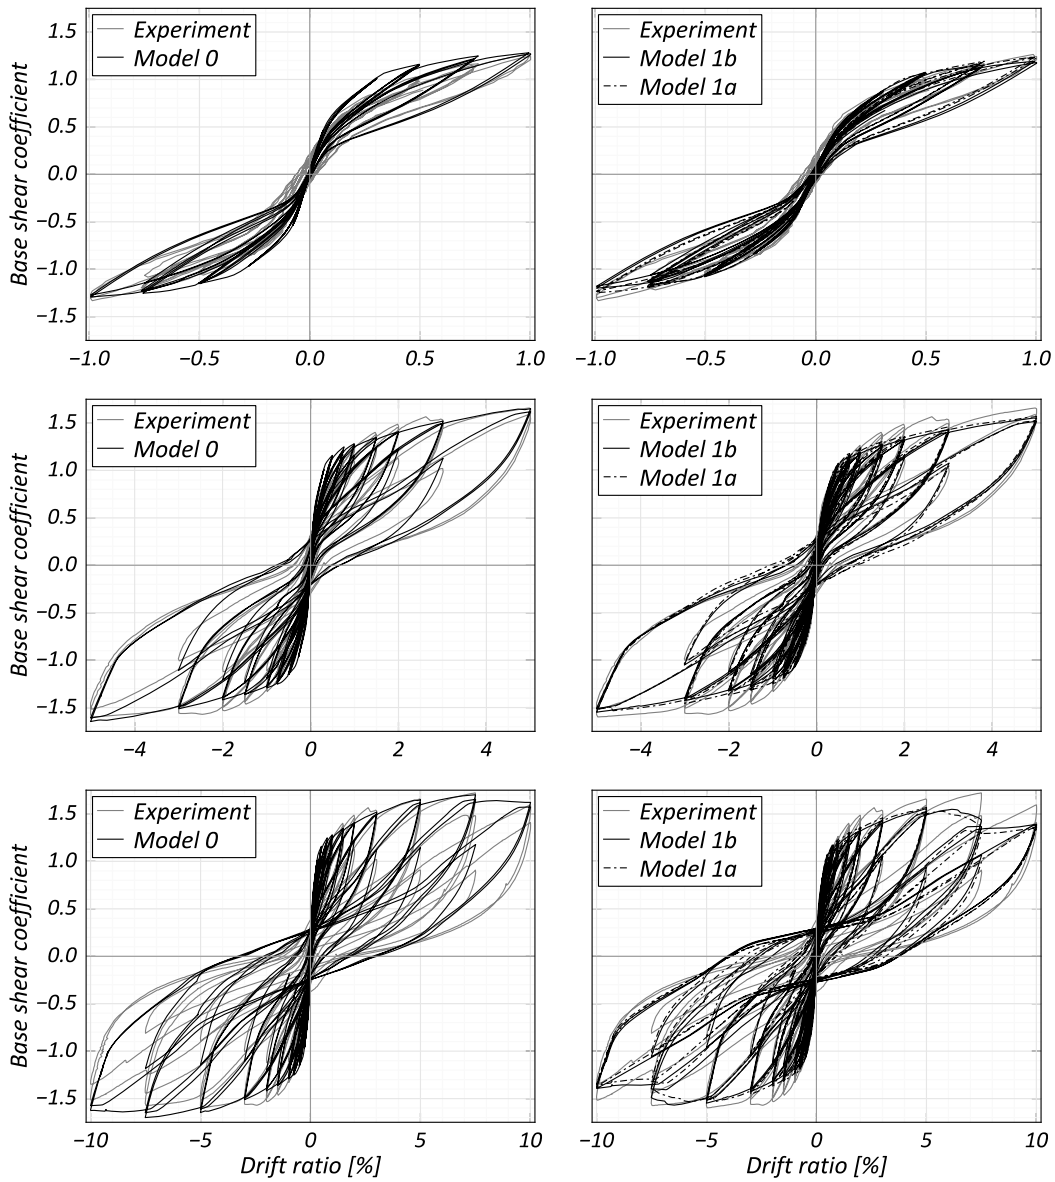 Base shear coefficient
1.5
1.0
0.5
0.0
−0.5
−1.0
−1.5
Experiment
Model 0
−1.0 −0.5 0.0 0.5 1.0
Experiment
Model 1b
Model 1a
−1.0 −0.5 0.0 0.5 1.0
Base shear coefficient
1.5
1.0
0.5
0.0
−0.5
−1.0
−1.5
Experiment
Model 0
−4 −2 0 2 4
Experiment
Model 1b
Model 1a
−4 −2 0 2 4
Base shear coefficient
1.5
1.0
0.5
0.0
−0.5
−1.0
−1.5
Experiment
Model 0
−10 −5 0 5 10
Drift ratio [%]
Experiment
Model 1b
Model 1a
−10 −5 0 5 10
Drift ratio [%]